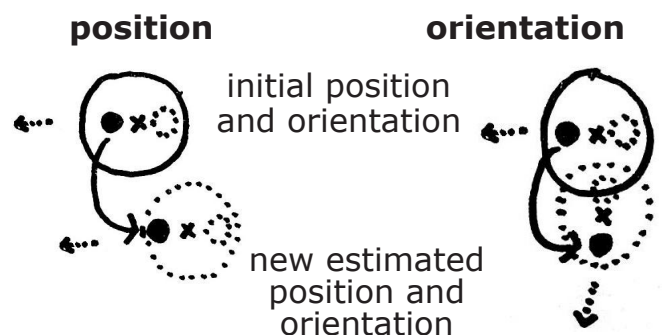 position
orientation
initial position
and orientation
new estimated
position and
orientation